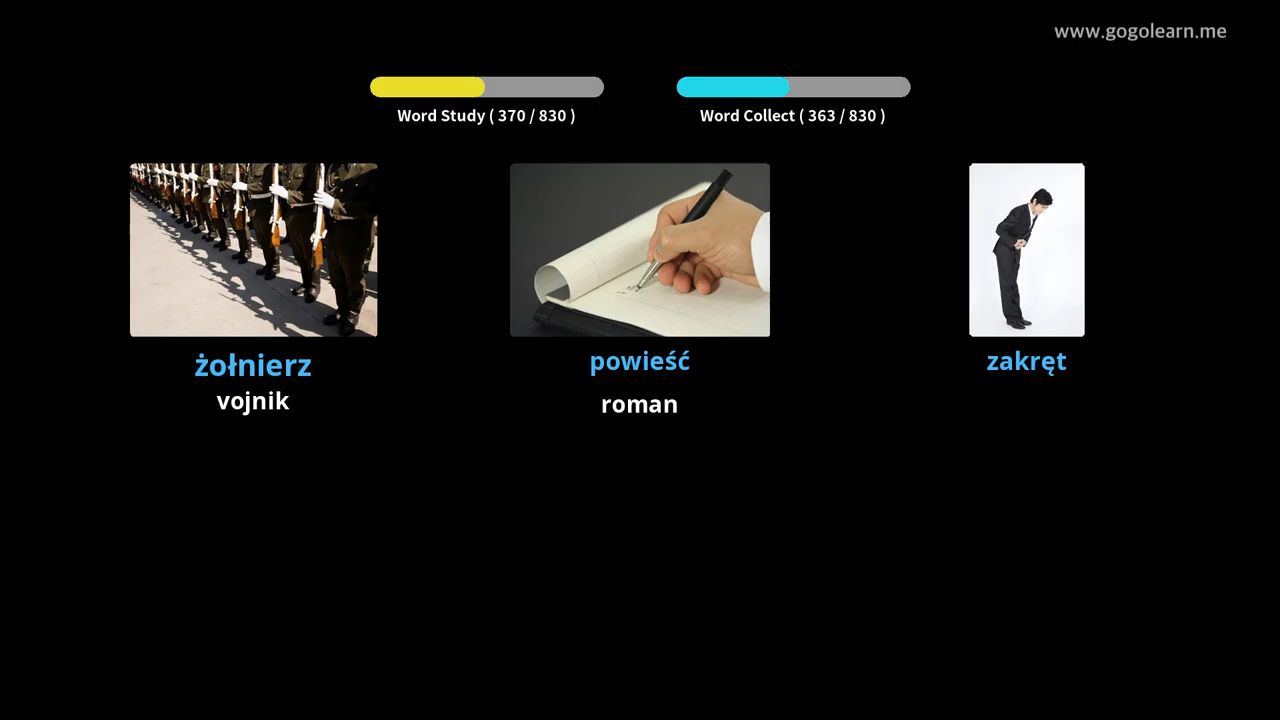 www.gogolearn.me
Word Study ( 370 / 830 )
Word Collect ( 363 / 830 )
żołnierz
vojnik
powieść
roman
zakręt